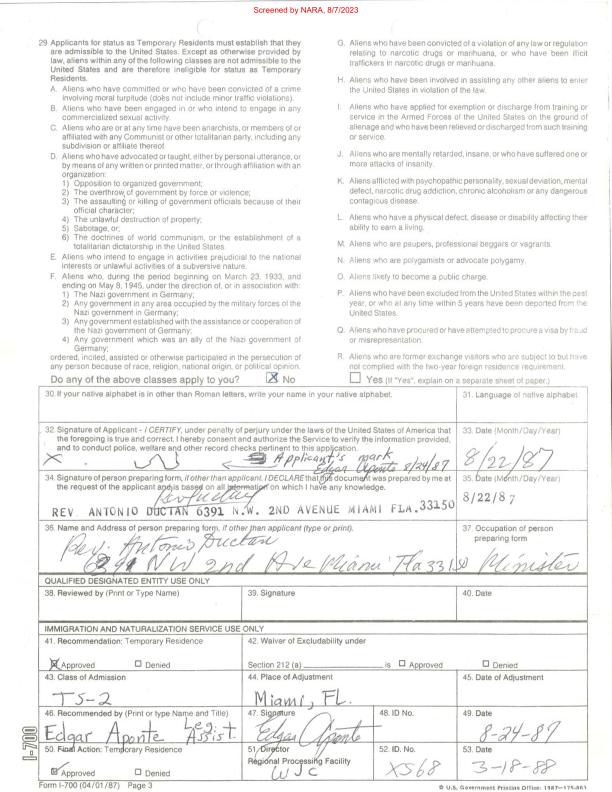 Screened by NARA, 8/7/2023
29 Applicants for status as Temporary Residents must establish that they
are admissible to the United States. Except as otherwise provided by
law, aliens within any of the following classes are not admissible to the
United States and are therefore ineligible for status as Temporary
Residents.
A. Aliens who have committed or who have been convicted of a crime
involving moral turpitude (does not include minor traffic violations).
B. Aliens who have been engaged in or who intend to engage in any
commercialized sexual activity.
C. Aliens who are or at any time have been anarchists, or members of or
affiliated with any Communist or other totalitarian party, including any
subdivision or affiliate thereof.
D. Aliens who have advocated or taught, either by personal utterance, or
by means of any written or printed matter, or through affiliation with an
organization:
1) Opposition to organized government;
2) The overthrow of government by force or violence;
3) The assaulting or killing of government officials because of their
official character;
4) The unlawful destruction of property;
5) Sabotage, or;
6) The doctrines of world communism, or the establishment of a
totalitarian dictatorship in the United States.
E. Aliens who intend to engage in activities prejudicial to the national
interests or unlawful activities of a subversive nature.
F. Aliens who, during the period beginning on March 23, 1933, and
ending on May 8, 1945, under the direction of, or in association with:
1) The Nazi government in Germany;
2) Any government in any area occupied by the military forces of the
Nazi government in Germany;
3) Any government established with the assistance or cooperation of
the Nazi government of Germany;
4) Any government which was an ally of the Nazi government of
Germany;
ordered, incited, assisted or otherwise participated in the persecution of
any person because of race, religion, national origin, or political opinion.
G. Aliens who have been convicted of a violation of any law or regulation
relating to narcotic drugs or marihuana, or who have been illicit
traffickers in narcotic drugs or marihuana.
H. Aliens who have been involved in assisting any other aliens to enter
the United States in violation of the law.
I. Aliens who have applied for exemption or discharge from training or
service in the Armed Forces of the United States on the ground of
alienage and who have been relieved or discharged from such training
or service.
J. Aliens who are mentally retarded, insane, or who have suffered one or
more attacks of insanity.
K. Aliens afflicted with psychopathic personality, sexual deviation, mental
defect, narcotic drug addiction, chronic alcoholism or any dangerous
contagious disease.
L. Aliens who have a physical defect, disease or disability affecting their
ability to earn a living.
M. Aliens who are paupers, professional beggars or vagrants.
N. Aliens who are polygamists or advocate polygamy.
O. Aliens likely to become a public charge.
P. Aliens who have been excluded from the United States within the past
year, or who at any time within 5 years have been deported from the
United States.
Q. Aliens who have procured or have attempted to procure a visa by fraud
or misrepresentation.
R. Aliens who are former exchange visitors who are subject to but have
not complied with the two-year foreign residence requirement.
Do any of the above classes apply to you? X No Yes (If "Yes", explain on a separate sheet of paper.)
30. If your native alphabet is in other than Roman letters, write your name in your native alphabet.
31. Language of native alphabet
32. Signature of Applicant - I CERTIFY, under penalty of perjury under the laws of the United States of America that
the foregoing is true and correct. I hereby consent and authorize the Service to verify the information provided,
and to conduct police, welfare and other record checks pertinent to this application.
X Applicant's mark
Edgar Aponte 8/24/87
33. Date (Month/Day/Year)
8/22/87
34. Signature of person preparing form, if other than applicant. I DECLARE that this document was prepared by me at
the request of the applicant and is based on all information on which I have any knowledge.
REV. ANTONIO DUCTAN 6391 N.W. 2ND AVENUE MIAMI FLA. 33150
35. Date (Month/Day/Year)
8/22/87
36. Name and Address of person preparing form, if other than applicant (type or print).
Rev. Antonio Ductan
6391 NW 2nd Ave Miami Fla 33150
37. Occupation of person
preparing form
Minister
QUALIFIED DESIGNATED ENTITY USE ONLY
38. Reviewed by (Print or Type Name)
39. Signature
40. Date
IMMIGRATION AND NATURALIZATION SERVICE USE ONLY
41. Recommendation: Temporary Residence
X Approved Denied
42. Waiver of Excludability under
Section 212 (a) is Approved Denied
43. Class of Admission
TS-2
44. Place of Adjustment
Miami, FL.
45. Date of Adjustment
46. Recommended by (Print or type Name and Title)
Edgar Aponte Legist. Assist.
47. Signature
Edgar Aponte
48. ID No.
49. Date
8-24-87
50. Final Action: Temporary Residence
Approved Denied
51. Director
Regional Processing Facility
WJC
52. ID. No.
X568
53. Date
3-18-88
I-700
Form I-700 (04/01/87) Page 3
U.S. Government Printing Office: 1987-175-865